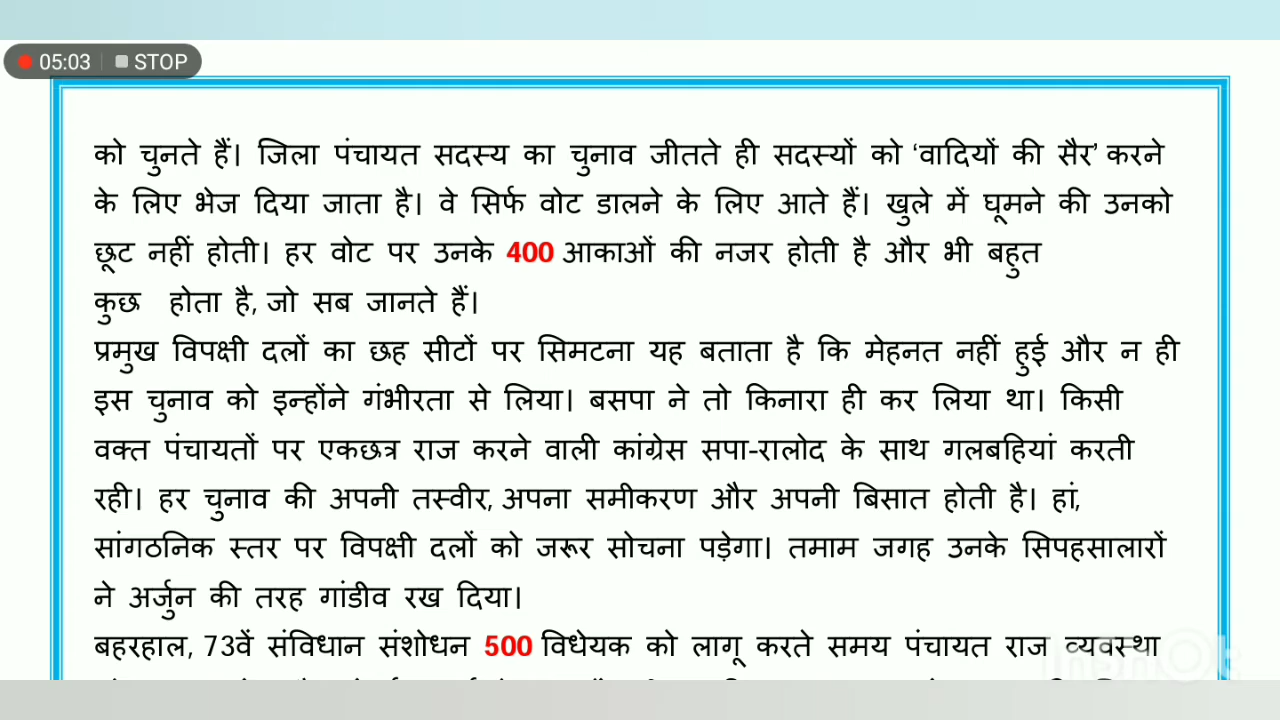 05:03 STOP
को चुनते हैं। जिला पंचायत सदस्य का चुनाव जीतते ही सदस्यों को ‘वादियों की सैर’ करने
के लिए भेज दिया जाता है। वे सिर्फ वोट डालने के लिए आते हैं। खुले में घूमने की उनको
छूट नहीं होती। हर वोट पर उनके 400 आकाओं की नजर होती है और भी बहुत
कुछ होता है, जो सब जानते हैं।
प्रमुख विपक्षी दलों का छह सीटों पर सिमटना यह बताता है कि मेहनत नहीं हुई और न ही
इस चुनाव को इन्होंने गंभीरता से लिया। बसपा ने तो किनारा ही कर लिया था। किसी
वक्त पंचायतों पर एकछत्र राज करने वाली कांग्रेस सपा-रालोद के साथ गलबहियां करती
रही। हर चुनाव की अपनी तस्वीर, अपना समीकरण और अपनी बिसात होती है। हां,
सांगठनिक स्तर पर विपक्षी दलों को जरूर सोचना पड़ेगा। तमाम जगह उनके सिपहसालारों
ने अर्जुन की तरह गांडीव रख दिया।
बहरहाल, 73वें संविधान संशोधन 500 विधेयक को लागू करते समय पंचायत राज व्यवस्था
InShOt